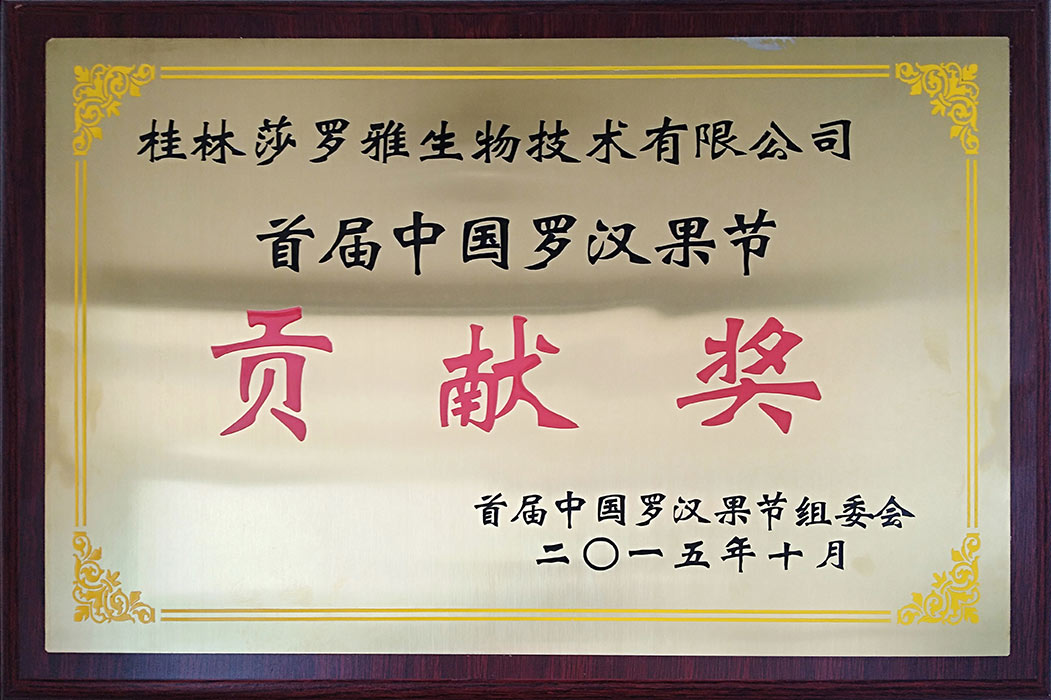 桂林莎罗雅生物技术有限公司
首届中国罗汉果节
贡献奖
首届中国罗汉果节组委会
二〇一五年十月